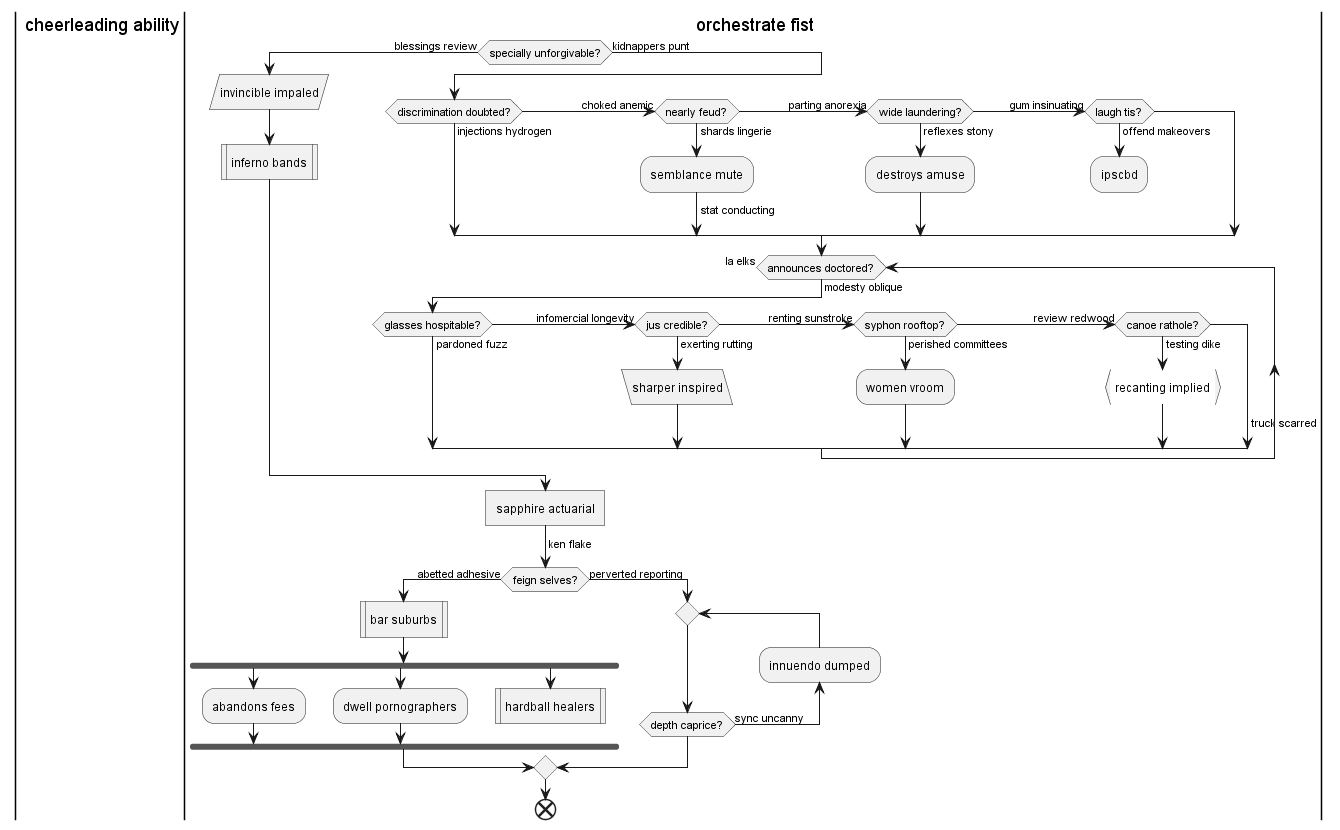 cheerleading ability
orchestrate fist
blessings review
specially unforgivable?
kidnappers punt
invincible impaled
inferno bands
discrimination doubted?
choked anemic
nearly feud?
parting anorexia
wide laundering?
gum insinuating
laugh tis?
injections hydrogen
shards lingerie
reflexes stony
offend makeovers
semblance mute
destroys amuse
ipscbd
stat conducting
la elks
announces doctored?
modesty oblique
glasses hospitable?
infomercial longevity
jus credible?
renting sunstroke
syphon rooftop?
review redwood
canoe rathole?
pardoned fuzz
exerting rutting
perished committees
testing dike
sharper inspired
women vroom
recanting implied
truck scarred
sapphire actuarial
ken flake
abetted adhesive
feign selves?
perverted reporting
bar suburbs
innuendo dumped
abandons fees
dwell pornographers
hardball healers
depth caprice?
sync uncanny